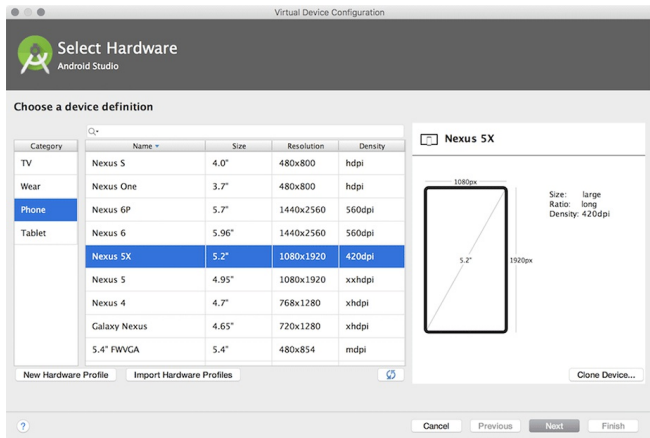 Virtual Device Configuration
Select Hardware
Android Studio
Choose a device definition
Category
TV
Wear
Phone
Tablet
Name Size Resolution Density
Nexus S 4.0" 480x800 hdpi
Nexus One 3.7" 480x800 hdpi
Nexus 6P 5.7" 1440x2560 560dpi
Nexus 6 5.96" 1440x2560 560dpi
Nexus 5X 5.2" 1080x1920 420dpi
Nexus 5 4.95" 1080x1920 xxhdpi
Nexus 4 4.7" 768x1280 xhdpi
Galaxy Nexus 4.65" 720x1280 xhdpi
5.4" FWVGA 5.4" 480x854 mdpi
New Hardware Profile Import Hardware Profiles
Nexus 5X
1080px
5.2"
1920px
Size: large
Ratio: long
Density: 420dpi
Clone Device...
? Cancel Previous Next Finish